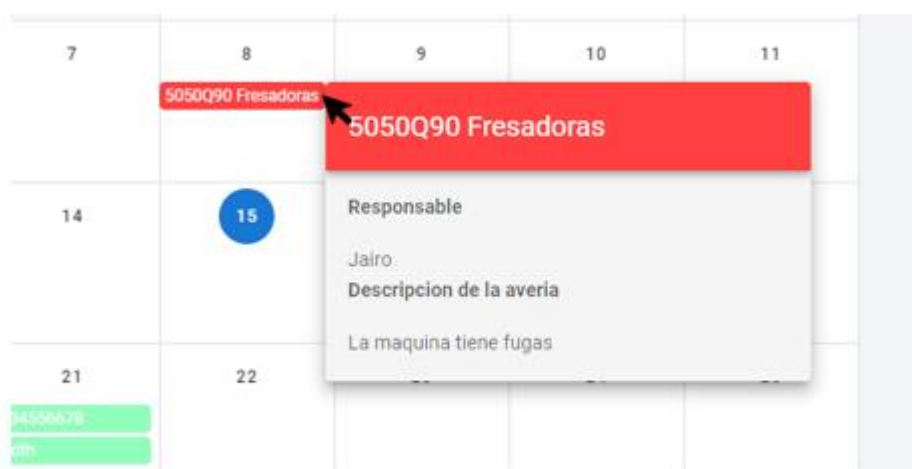 7 8 9 10 11
5050Q90 Fresadoras
5050Q90 Fresadoras
14 15
Responsable
Jairo
Descripcion de la averia
La maquina tiene fugas
21 22